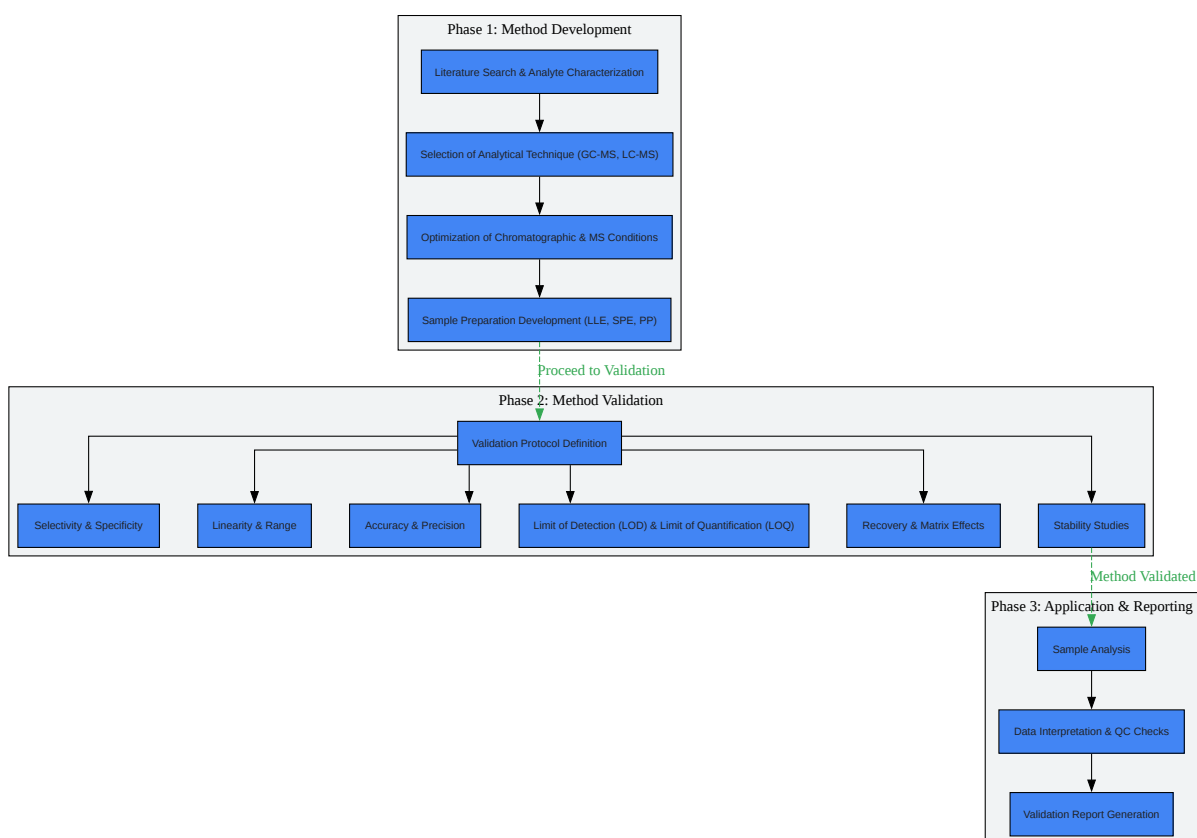 Phase 1: Method Development
Literature Search & Analyte Characterization
Selection of Analytical Technique (GC-MS, LC-MS)
Optimization of Chromatographic & MS Conditions
Sample Preparation Development (LLE, SPE, PP)
Proceed to Validation
Phase 2: Method Validation
Validation Protocol Definition
Selectivity & Specificity
Linearity & Range
Accuracy & Precision
Limit of Detection (LOD) & Limit of Quantification (LOQ)
Recovery & Matrix Effects
Stability Studies
Method Validated
Phase 3: Application & Reporting
Sample Analysis
Data Interpretation & QC Checks
Validation Report Generation